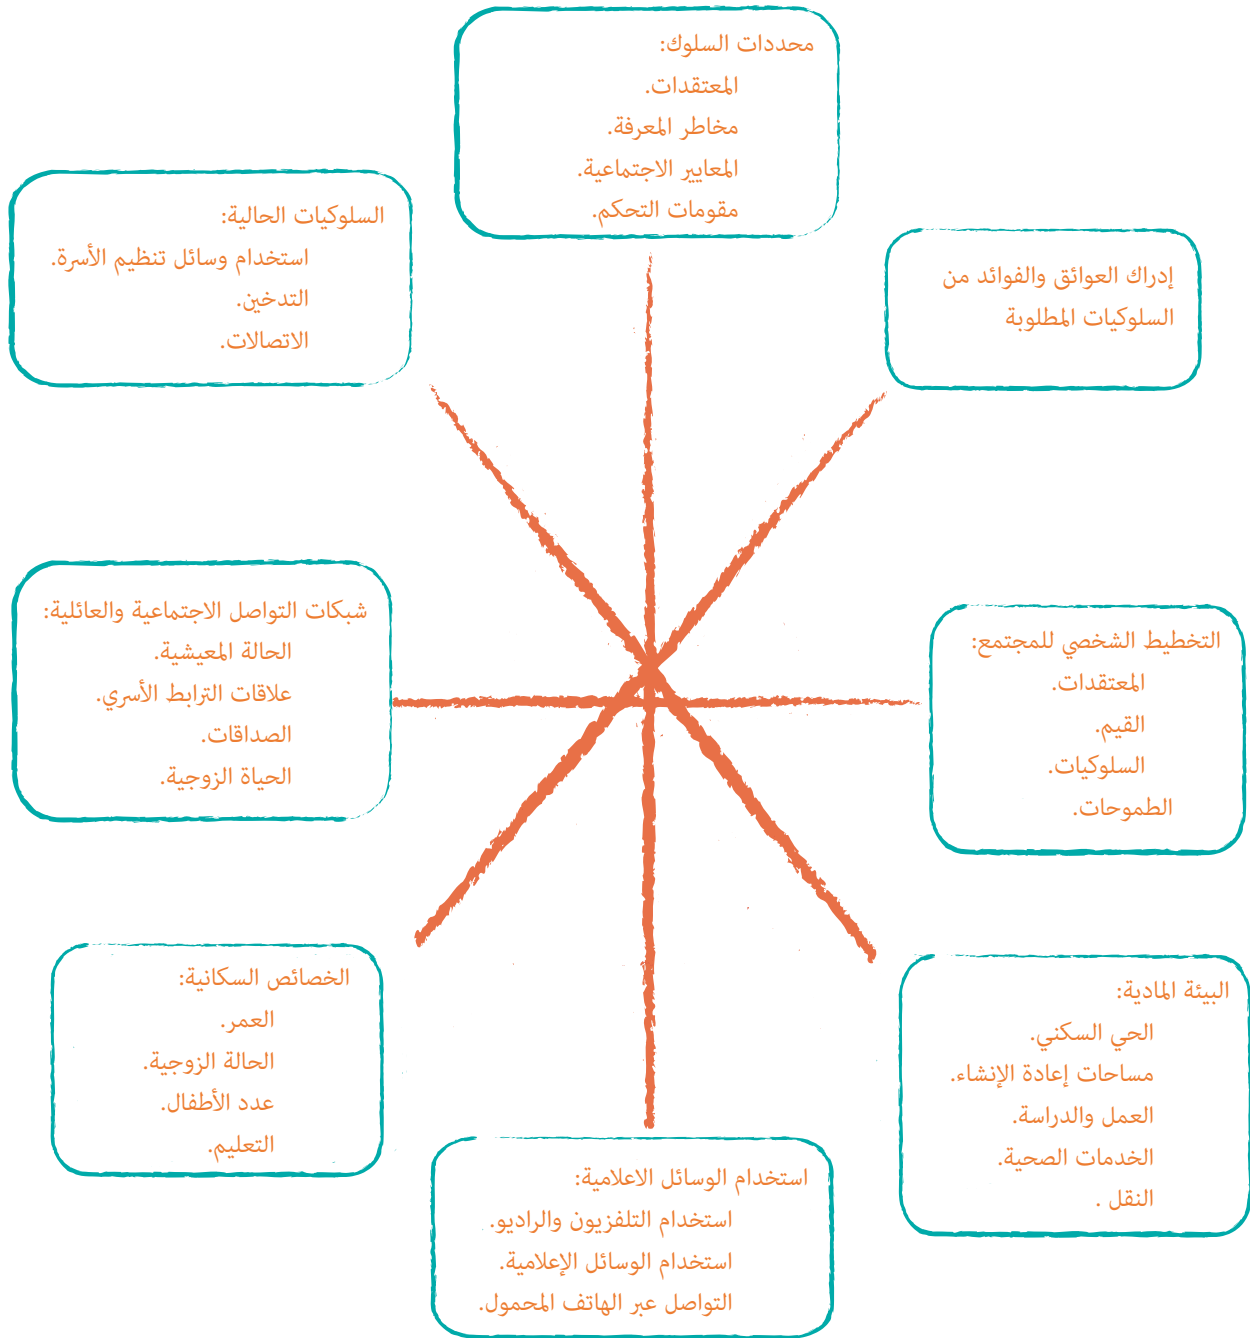 محددات السلوك:
المعتقدات.
مخاطر المعرفة.
المعايير الاجتماعية.
مقومات التحكم.
إدراك العوائق والفوائد من
السلوكيات المطلوبة
السلوكيات الحالية:
استخدام وسائل تنظيم الأسرة.
التدخين.
الاتصالات.
التخطيط الشخصي للمجتمع:
المعتقدات.
القيم.
السلوكيات.
الطموحات.
شبكات التواصل الاجتماعية والعائلية:
الحالة المعيشية.
علاقات الترابط الأسري.
الصداقات.
الحياة الزوجية.
البيئة المادية:
الحي السكني.
مساحات إعادة الإنشاء.
العمل والدراسة.
الخدمات الصحية.
النقل .
الخصائص السكانية:
العمر.
الحالة الزوجية.
عدد الأطفال.
التعليم.
استخدام الوسائل الاعلامية:
استخدام التلفزيون والراديو.
استخدام الوسائل الإعلامية.
التواصل عبر الهاتف المحمول.